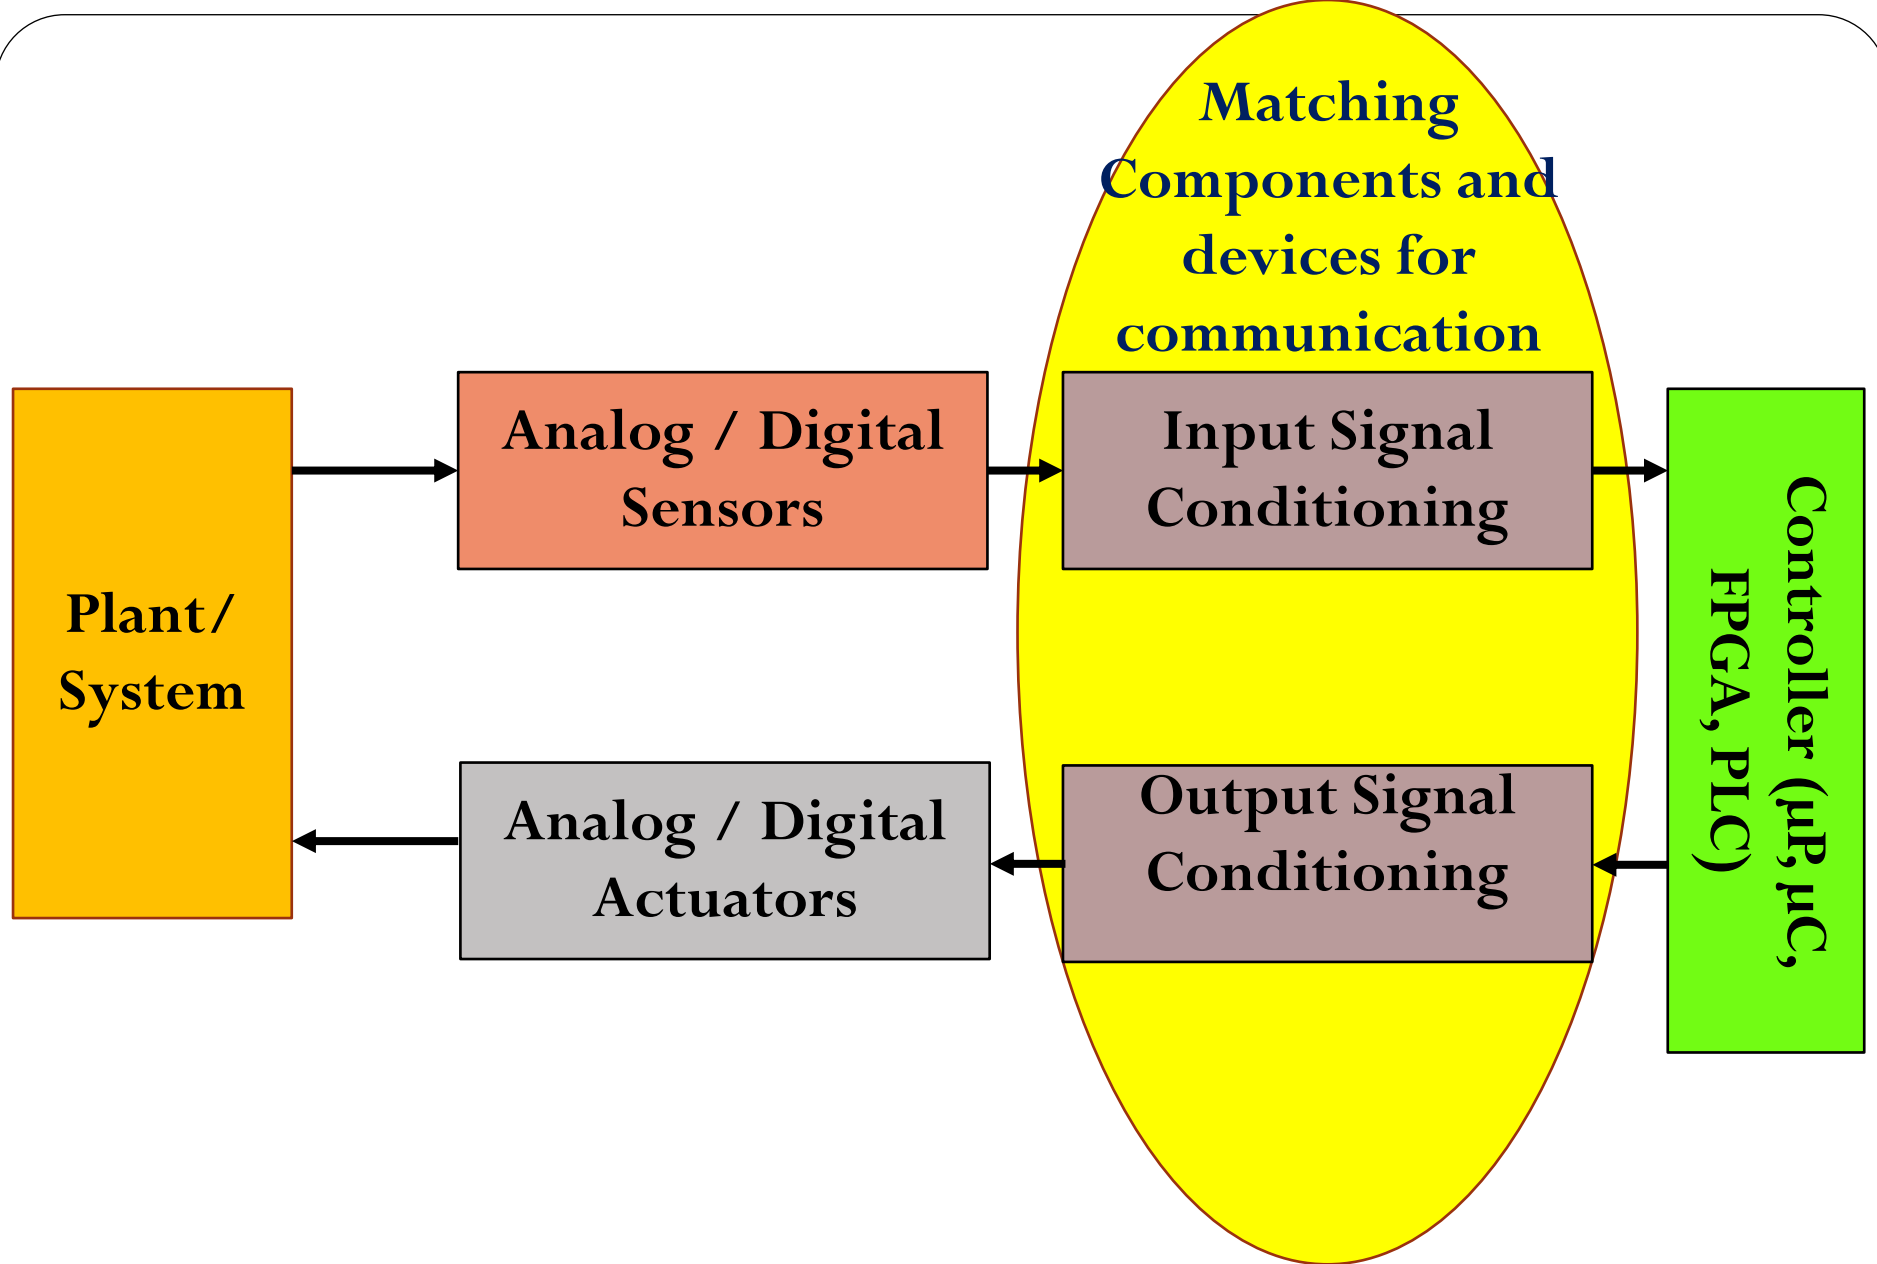 Matching
Components and
devices for
communication
Plant/
System
Analog / Digital
Sensors
Input Signal
Conditioning
Controller (µP, µC,
FPGA, PLC)
Analog / Digital
Actuators
Output Signal
Conditioning